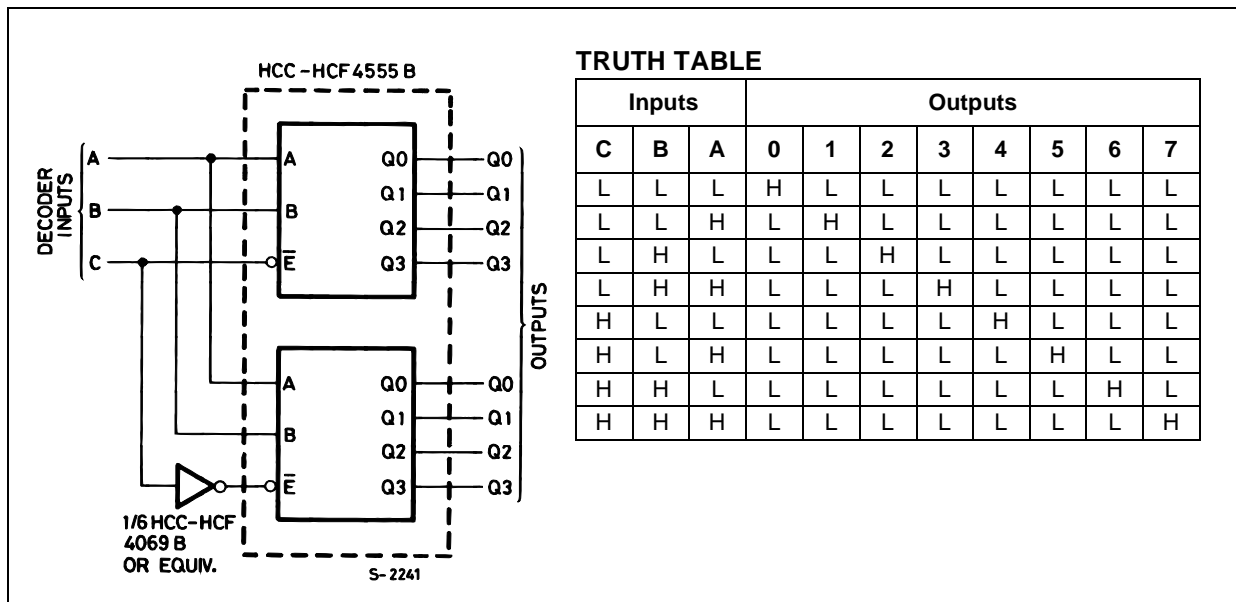 HCC-HCF 4555 B
DECODER
INPUTS
A
B
C
A Q0 Q0
Q1 Q1
B Q2 Q2
E̅ Q3 Q3
OUTPUTS
A Q0 Q0
Q1 Q1
B Q2 Q2
E̅ Q3 Q3
1/6 HCC-HCF
4069 B
OR EQUIV.
S-2241
TRUTH TABLE
Inputs Outputs
C B A 0 1 2 3 4 5 6 7
L L L H L L L L L L L
L L H L H L L L L L L
L H L L L H L L L L L
L H H L L L H L L L L
H L L L L L L H L L L
H L H L L L L L H L L
H H L L L L L L L H L
H H H L L L L L L L H